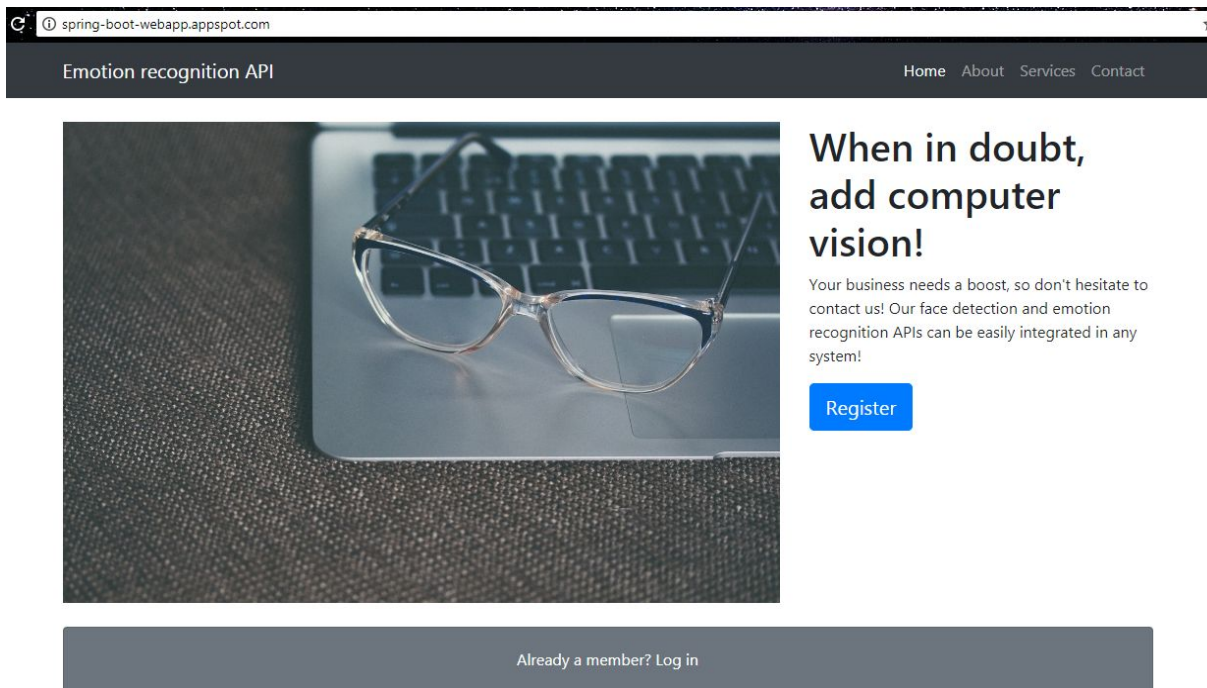 spring-boot-webapp.appspot.com
Emotion recognition API
Home About Services Contact
When in doubt,
add computer
vision!
Your business needs a boost, so don't hesitate to
contact us! Our face detection and emotion
recognition APIs can be easily integrated in any
system!
Register
Already a member? Log in